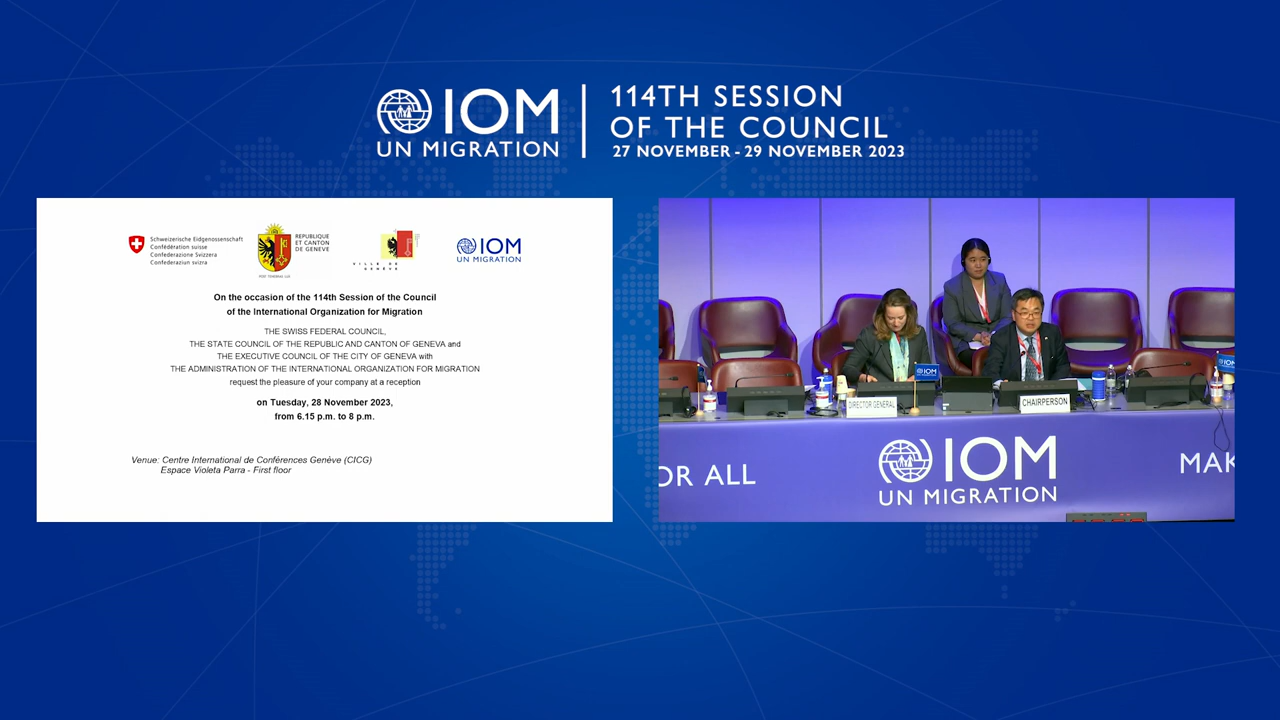 IOM
UN MIGRATION
114TH SESSION
OF THE COUNCIL
27 NOVEMBER - 29 NOVEMBER 2023
Schweizerische Eidgenossenschaft
Confédération suisse
Confederazione Svizzera
Confederaziun svizra
REPUBLIQUE
ET CANTON
DE GENEVE
POST TENEBRAS LUX
VILLE DE
GENÈVE
IOM
UN MIGRATION
On the occasion of the 114th Session of the Council
of the International Organization for Migration
THE SWISS FEDERAL COUNCIL,
THE STATE COUNCIL OF THE REPUBLIC AND CANTON OF GENEVA and
THE EXECUTIVE COUNCIL OF THE CITY OF GENEVA with
THE ADMINISTRATION OF THE INTERNATIONAL ORGANIZATION FOR MIGRATION
request the pleasure of your company at a reception
on Tuesday, 28 November 2023,
from 6.15 p.m. to 8 p.m.
Venue: Centre International de Conférences Genève (CICG)
Espace Violeta Parra - First floor
IOM
IOM
DIRECTOR GENERAL
CHAIRPERSON
OR ALL
IOM
UN MIGRATION
MAK